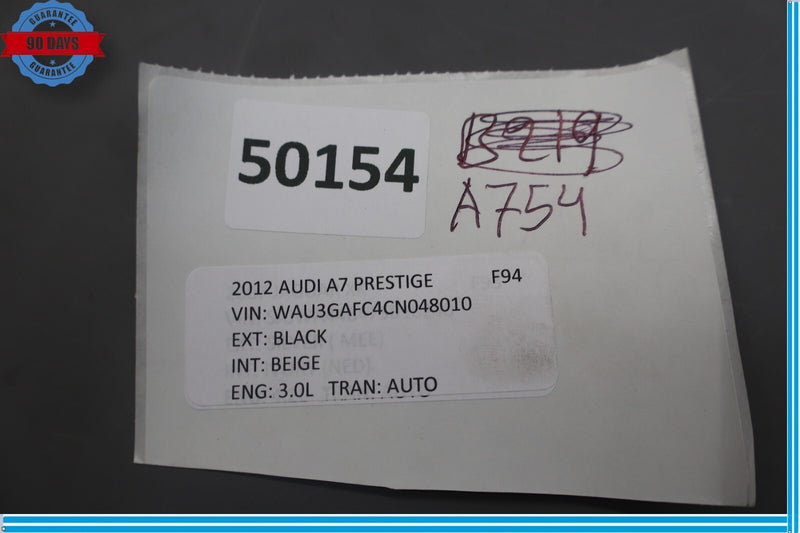 GUARANTEE
90 DAYS
GUARANTEE
50154
B219
A754
2012 AUDI A7 PRESTIGE F94
VIN: WAU3GAFC4CN048010
EXT: BLACK
INT: BEIGE
ENG: 3.0L TRAN: AUTO